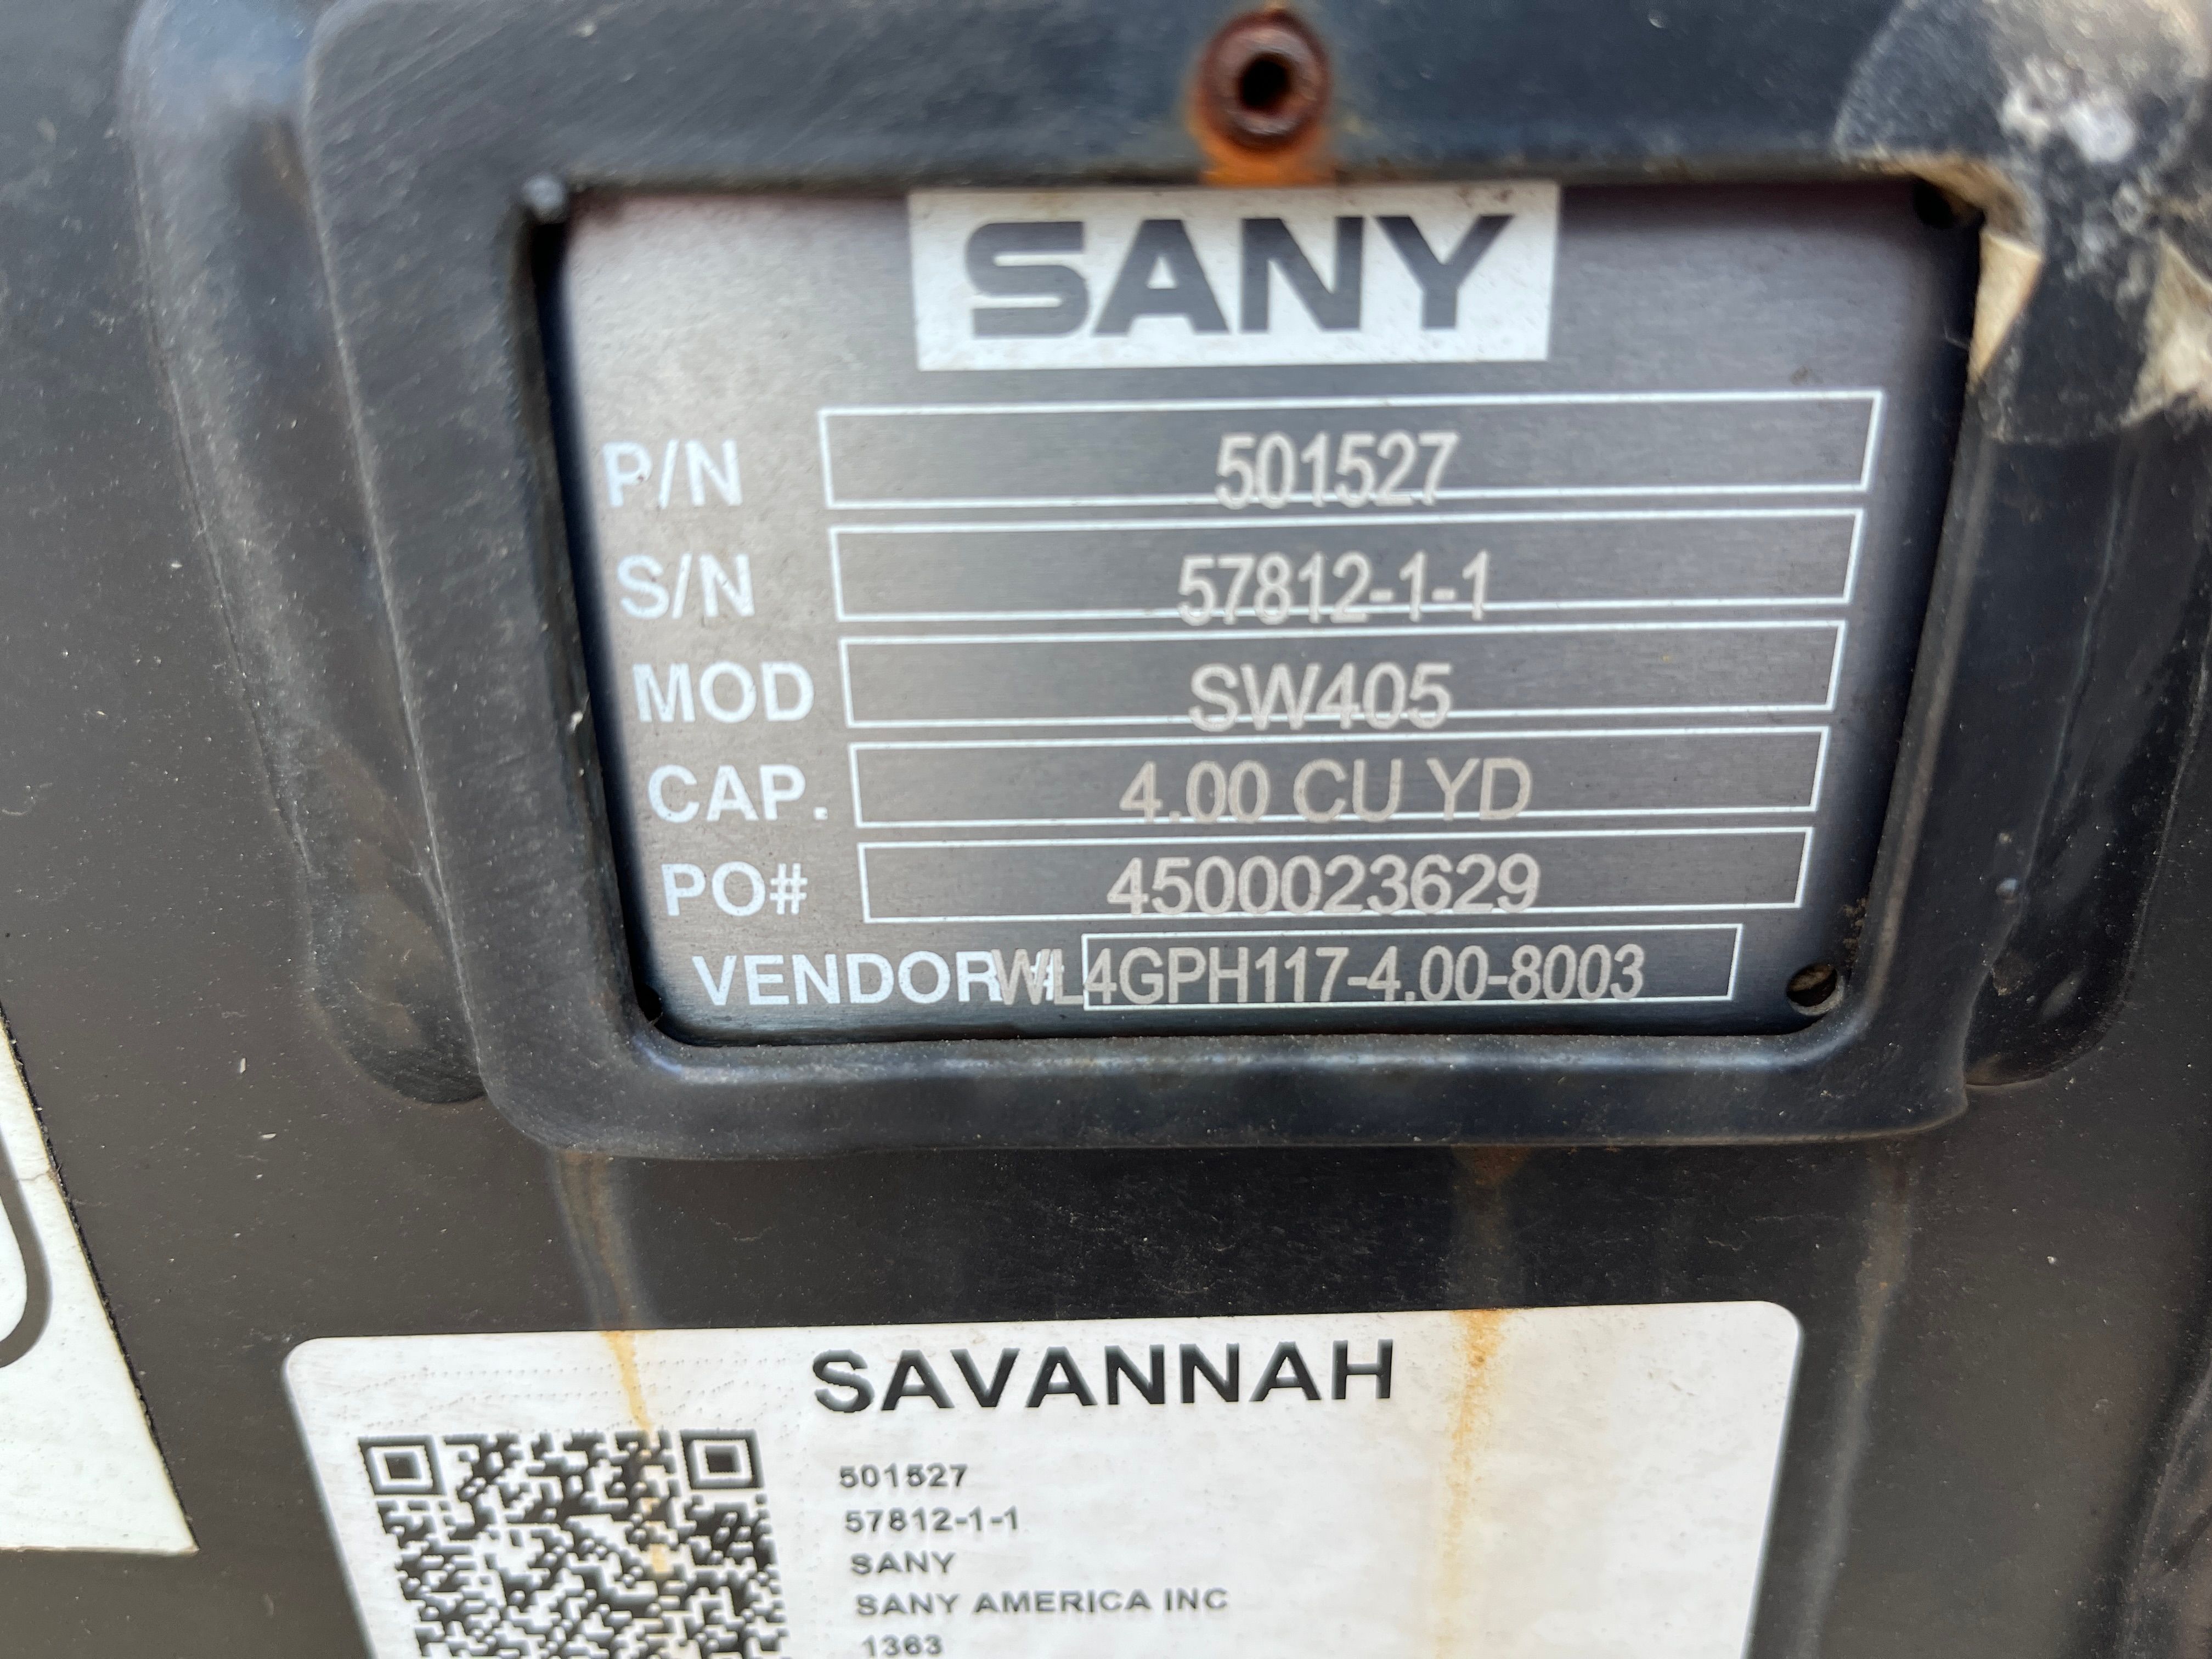 SANY
P/N 501527
S/N 57812-1-1
MOD SW405
CAP. 4.00 CU YD
PO# 4500023629
VENDOR # WL4GPH117-4.00-8003
SAVANNAH
501527
57812-1-1
SANY
SANY AMERICA INC
1363